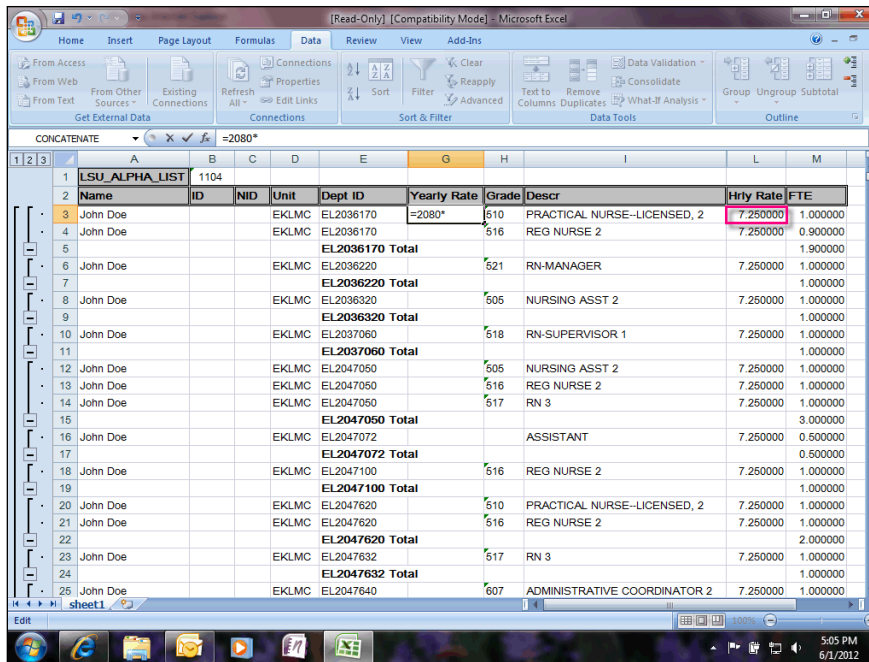 [Read-Only] [Compatibility Mode] - Microsoft Excel
Home Insert Page Layout Formulas Data Review View Add-Ins
From Access
From Web
From Text
From Other Sources
Existing Connections
Get External Data
Refresh All
Connections
Properties
Edit Links
Connections
Sort
Filter
Clear
Reapply
Advanced
Sort & Filter
Text to Columns
Remove Duplicates
Data Validation
Consolidate
What-If Analysis
Data Tools
Group Ungroup Subtotal
Outline
CONCATENATE =2080*
1 2 3 A B C D E G H I L M
1 LSU_ALPHA_LIST 1104
2 Name ID NID Unit Dept ID Yearly Rate Grade Descr Hrly Rate FTE
3 John Doe EKLMC EL2036170 =2080* 510 PRACTICAL NURSE--LICENSED, 2 7.250000 1.000000
4 John Doe EKLMC EL2036170 516 REG NURSE 2 7.250000 0.900000
5 EL2036170 Total 1.900000
6 John Doe EKLMC EL2036220 521 RN-MANAGER 7.250000 1.000000
7 EL2036220 Total 1.000000
8 John Doe EKLMC EL2036320 505 NURSING ASST 2 7.250000 1.000000
9 EL2036320 Total 1.000000
10 John Doe EKLMC EL2037060 518 RN-SUPERVISOR 1 7.250000 1.000000
11 EL2037060 Total 1.000000
12 John Doe EKLMC EL2047050 505 NURSING ASST 2 7.250000 1.000000
13 John Doe EKLMC EL2047050 516 REG NURSE 2 7.250000 1.000000
14 John Doe EKLMC EL2047050 517 RN 3 7.250000 1.000000
15 EL2047050 Total 3.000000
16 John Doe EKLMC EL2047072 ASSISTANT 7.250000 0.500000
17 EL2047072 Total 0.500000
18 John Doe EKLMC EL2047100 516 REG NURSE 2 7.250000 1.000000
19 EL2047100 Total 1.000000
20 John Doe EKLMC EL2047620 510 PRACTICAL NURSE--LICENSED, 2 7.250000 1.000000
21 John Doe EKLMC EL2047620 516 REG NURSE 2 7.250000 1.000000
22 EL2047620 Total 2.000000
23 John Doe EKLMC EL2047632 517 RN 3 7.250000 1.000000
24 EL2047632 Total 1.000000
25 John Doe EKLMC EL2047640 607 ADMINISTRATIVE COORDINATOR 2 7.250000 1.000000
sheet1
Edit 100%
5:05 PM
6/1/2012